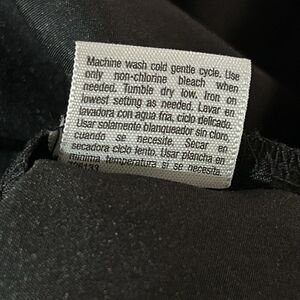 Machine wash cold gentle cycle. Use
only non-chlorine bleach when
needed. Tumble dry low. Iron on
lowest setting as needed. Lavar en
lavadora con agua fria, ciclo delicado.
Usar solamente blanqueador sin cloro,
cuando se necesite. Secar en
secadora ciclo lento. Usar plancha en
minima temperatura si se necesita.